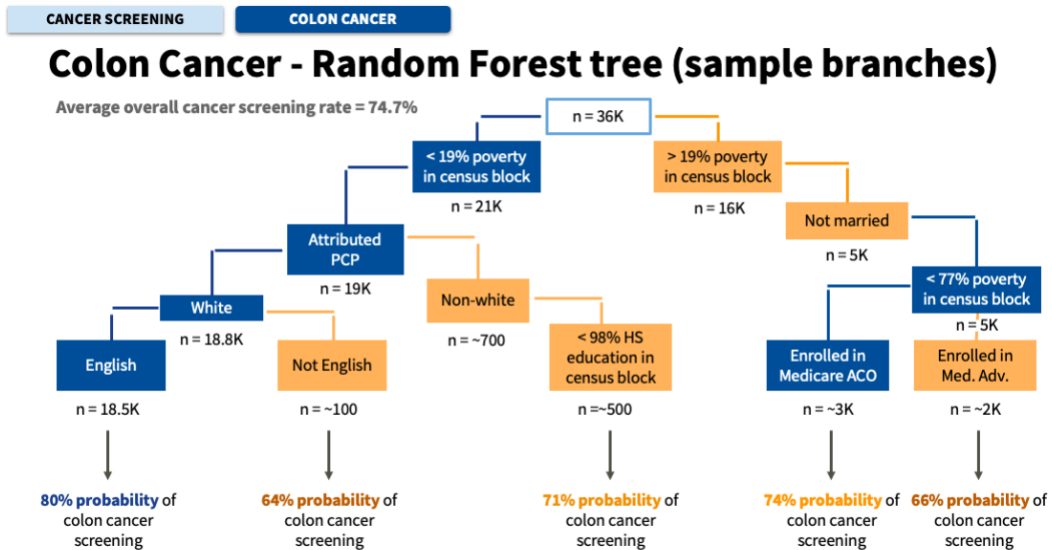 CANCER SCREENING
COLON CANCER
Colon Cancer - Random Forest tree (sample branches)
Average overall cancer screening rate = 74.7%
n = 36K
< 19% poverty
in census block
n = 21K
> 19% poverty
in census block
n = 16K
Not married
n = 5K
Attributed
PCP
n = 19K
< 77% poverty
in census block
n = 5K
White
n = 18.8K
Non-white
n = ~700
English
n = 18.5K
Not English
n = ~100
< 98% HS
education in
census block
n =~500
Enrolled in
Medicare ACO
n = ~3K
Enrolled in
Med. Adv.
n = ~2K
80% probability of
colon cancer
screening
64% probability of
colon cancer
screening
71% probability of
colon cancer
screening
74% probability of
colon cancer
screening
66% probability of
colon cancer
screening